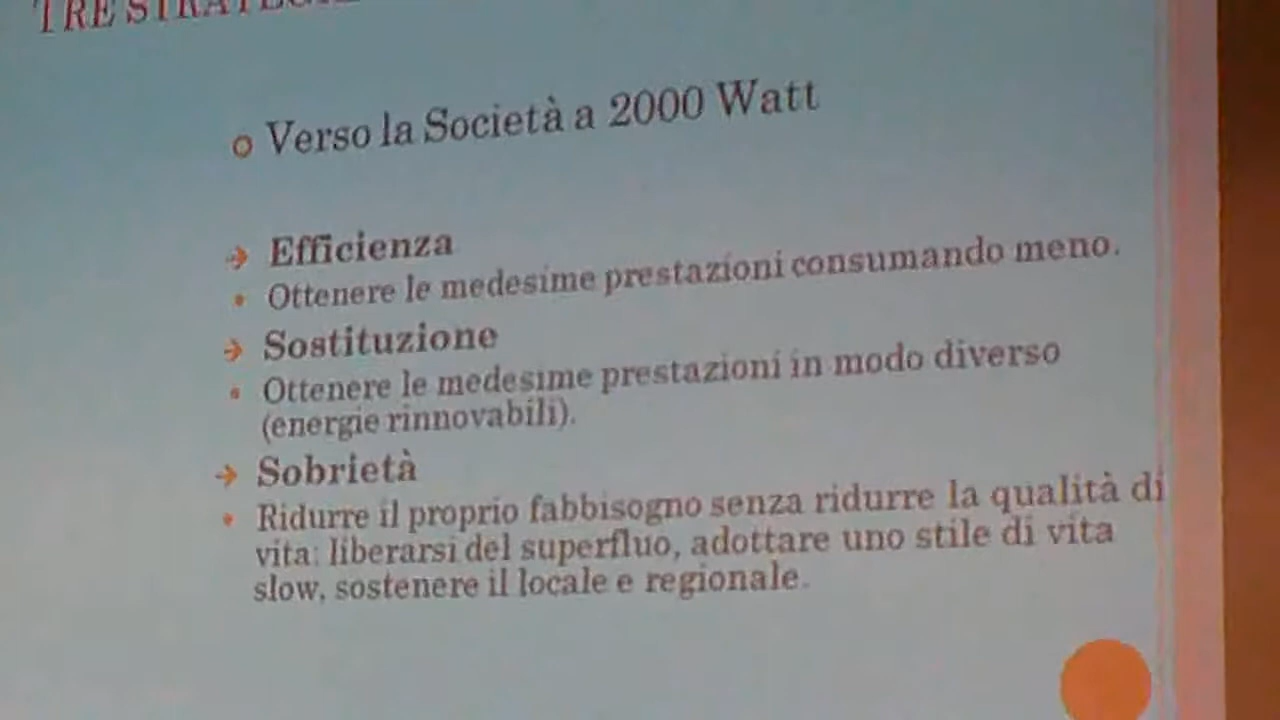 TRE STRATEGIE
Verso la Società a 2000 Watt
Efficienza
Ottenere le medesime prestazioni consumando meno.
Sostituzione
Ottenere le medesime prestazioni in modo diverso
(energie rinnovabili).
Sobrietà
Ridurre il proprio fabbisogno senza ridurre la qualità di
vita: liberarsi del superfluo, adottare uno stile di vita
slow, sostenere il locale e regionale.